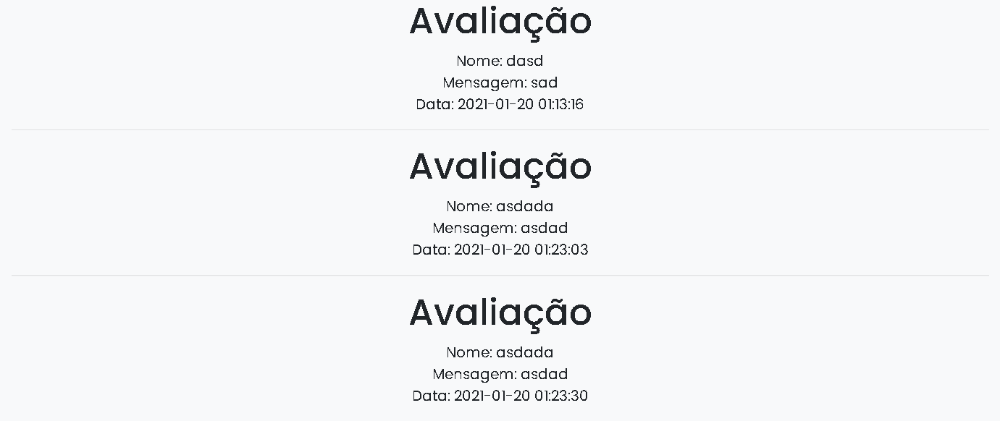 Avaliação
Nome: dasd
Mensagem: sad
Data: 2021-01-20 01:13:16
Avaliação
Nome: asdada
Mensagem: asdad
Data: 2021-01-20 01:23:03
Avaliação
Nome: asdada
Mensagem: asdad
Data: 2021-01-20 01:23:30